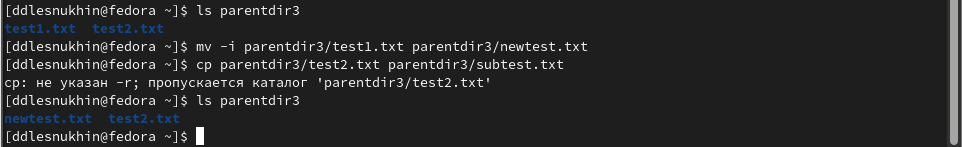 [ddlesnukhin@fedora ~]$ ls parentdir3
test1.txt  test2.txt
[ddlesnukhin@fedora ~]$ mv -i parentdir3/test1.txt parentdir3/newtest.txt
[ddlesnukhin@fedora ~]$ cp parentdir3/test2.txt parentdir3/subtest.txt
cp: не указан -r; пропускается каталог 'parentdir3/test2.txt'
[ddlesnukhin@fedora ~]$ ls parentdir3
newtest.txt  test2.txt
[ddlesnukhin@fedora ~]$